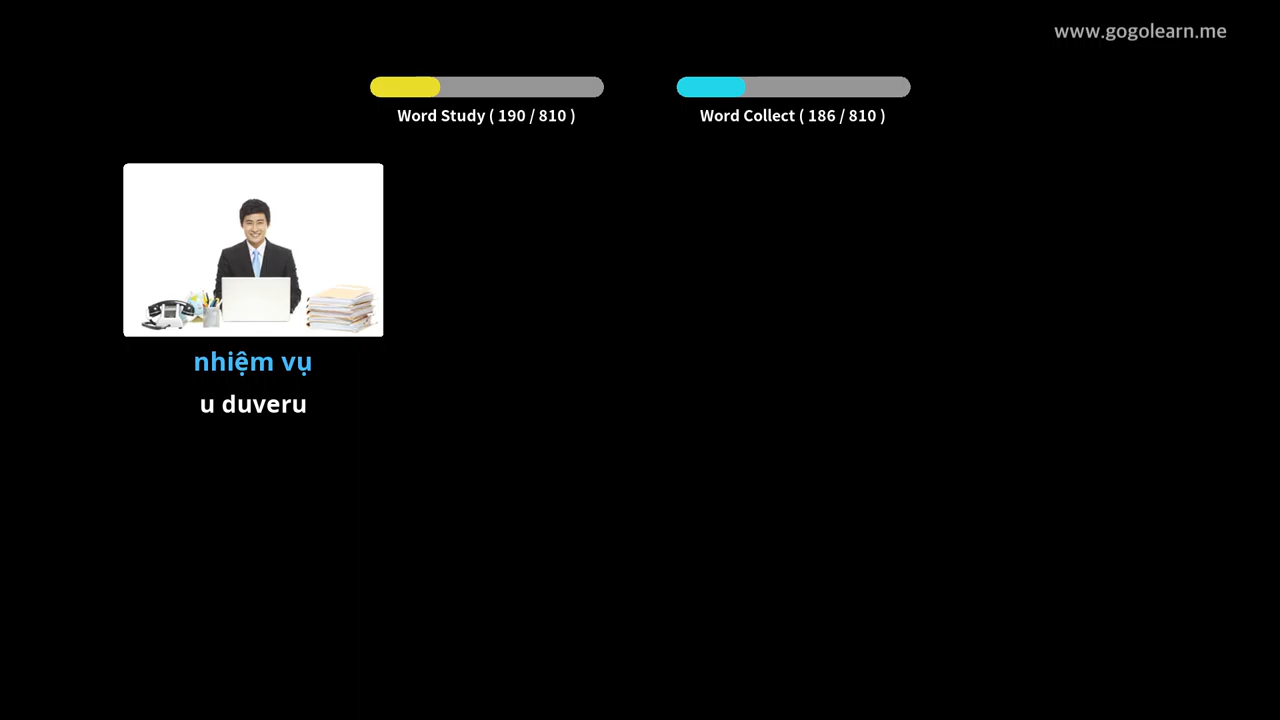 www.gogolearn.me
Word Study ( 190 / 810 )
Word Collect ( 186 / 810 )
nhiệm vụ
u duveru